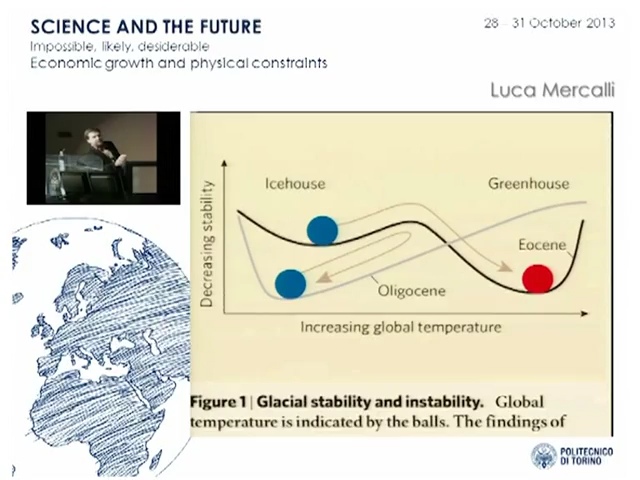 SCIENCE AND THE FUTURE
28 – 31 October 2013
Impossible, likely, desiderable
Economic growth and physical constraints
Luca Mercalli
Icehouse
Greenhouse
Decreasing stability
Eocene
Oligocene
Increasing global temperature
Figure 1 | Glacial stability and instability. Global
temperature is indicated by the balls. The findings of
POLITECNICO
DI TORINO